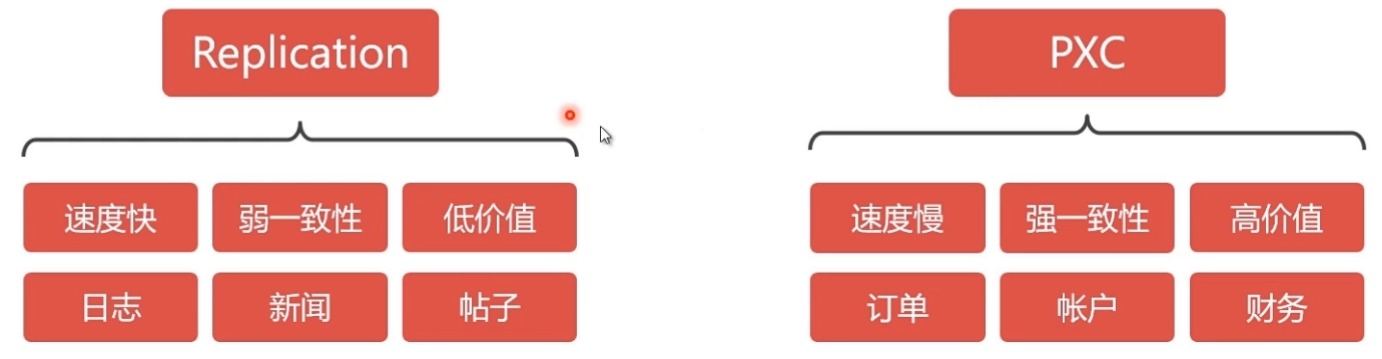 Replication
速度快 弱一致性 低价值
日志 新闻 帖子
PXC
速度慢 强一致性 高价值
订单 帐户 财务